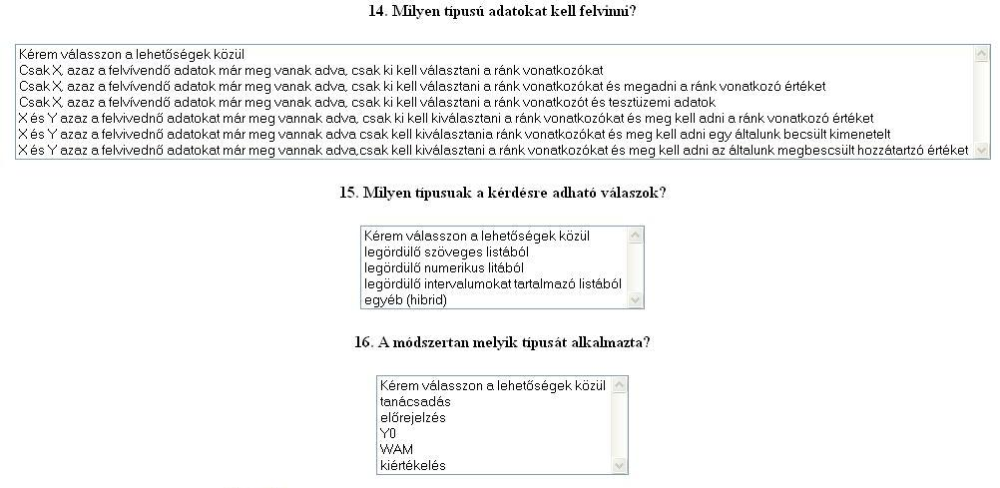 14. Milyen típusú adatokat kell felvinni?
Kérem válasszon a lehetőségek közül
Csak X, azaz a felvívendő adatok már meg vanak adva, csak ki kell választani a ránk vonatkozókat
Csak X, azaz a felvívendő adatok már meg vanak adva, csak ki kell választani a ránk vonatkozókat és megadni a ránk vonatkozó értéket
Csak X, azaz a felvívendő adatok már meg vanak adva, csak ki kell választani a ránk vonatkozót és tesztüzemi adatok
X és Y azaz a felvivednő adatokat már meg vannak adva, csak ki kell kiválasztani a ránk vonatkozókat és meg kell adni a ránk vonatkozó értéket
X és Y azaz a felvivednő adatokat már meg vannak adva csak kell kiválasztania ránk vonatkozókat és meg kell adni egy általunk becsült kimenetelt
X és Y azaz a felvivednő adatokat már meg vannak adva,csak kell kiválasztani a ránk vonatkozókat és meg kell adni az általunk megbescsült hozzátartzó értéket
15. Milyen típusuak a kérdésre adható válaszok?
Kérem válasszon a lehetőségek közül
legördülő szöveges listából
legördülő numerikus litából
legördülő intervalumokat tartalmazó listából
egyéb (hibrid)
16. A módszertan melyik típusát alkalmazta?
Kérem válasszon a lehetőségek közül
tanácsadás
előrejelzés
Y0
WAM
kiértékelés